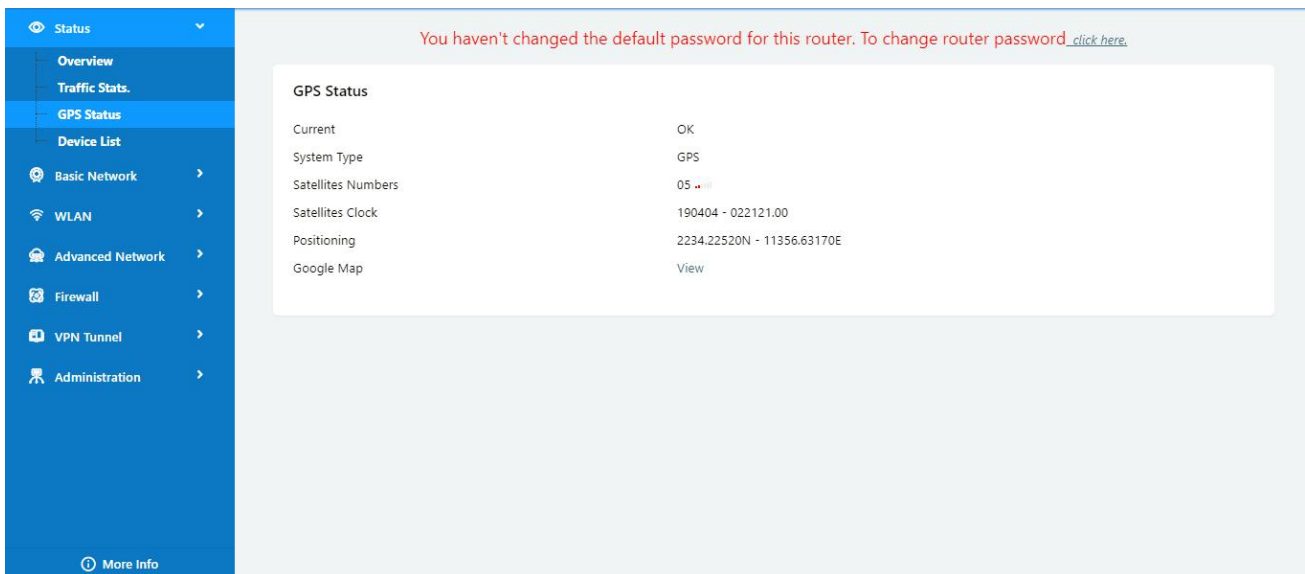 Status
Overview
Traffic Stats.
GPS Status
Device List
Basic Network
WLAN
Advanced Network
Firewall
VPN Tunnel
Administration
More Info
You haven't changed the default password for this router. To change router password click here.
GPS Status
Current OK
System Type GPS
Satellites Numbers 05
Satellites Clock 190404 - 022121.00
Positioning 2234.22520N - 11356.63170E
Google Map View